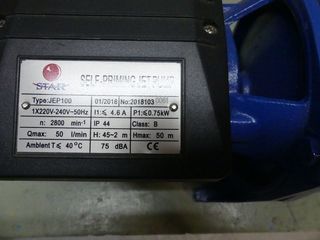 STAR
SELF-PRIMING JET PUMP
Type:JEP100 01/2018 No:2018103 0061
1X220V-240V~50Hz I1:≤ 4.6 A P1:≤0.75kW
n: 2800 min⁻¹ IP 44 Class: B
Qmax: 50 l/min H: 45-2 m Hmax: 50 m
Ambient T ≤ 40°C 75 dBA